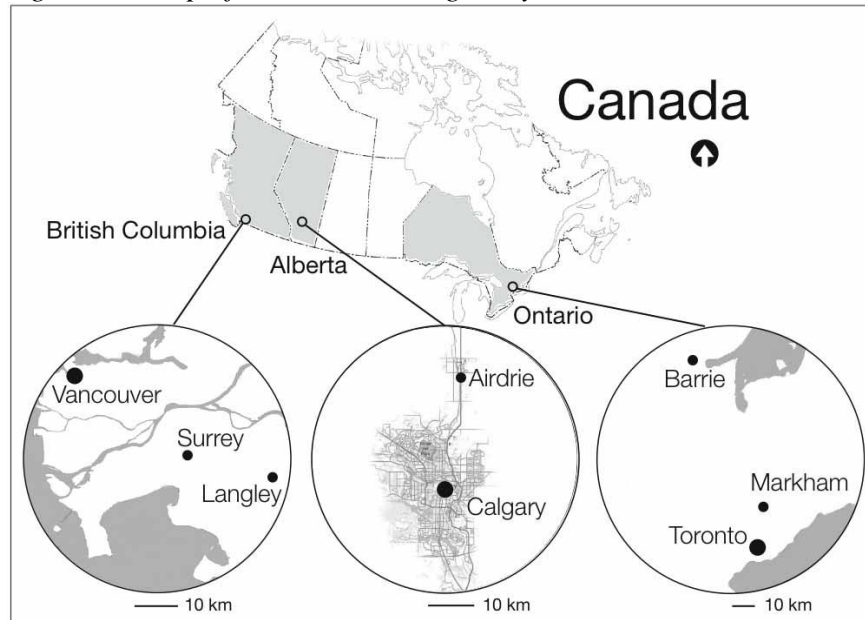 Canada
British Columbia
Alberta
Ontario
Vancouver
Surrey
Langley
Airdrie
Calgary
Barrie
Markham
Toronto
10 km
10 km
10 km